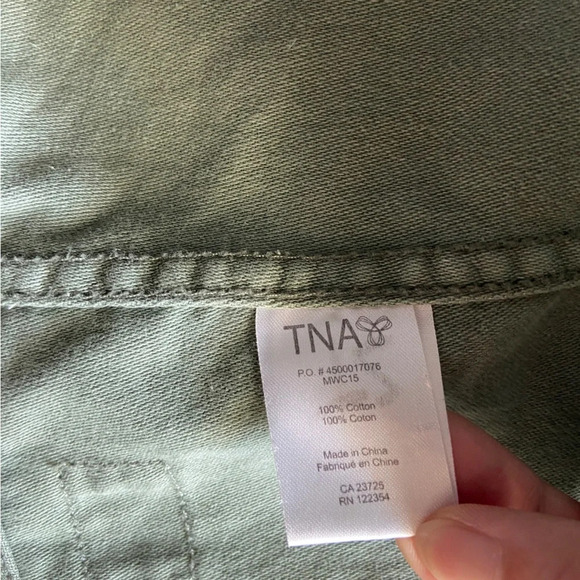 TNA
P.O. # 4500017076
MWC15
100% Cotton
100% Coton
Made in China
Fabriqué en Chine
CA 23725
RN 122354